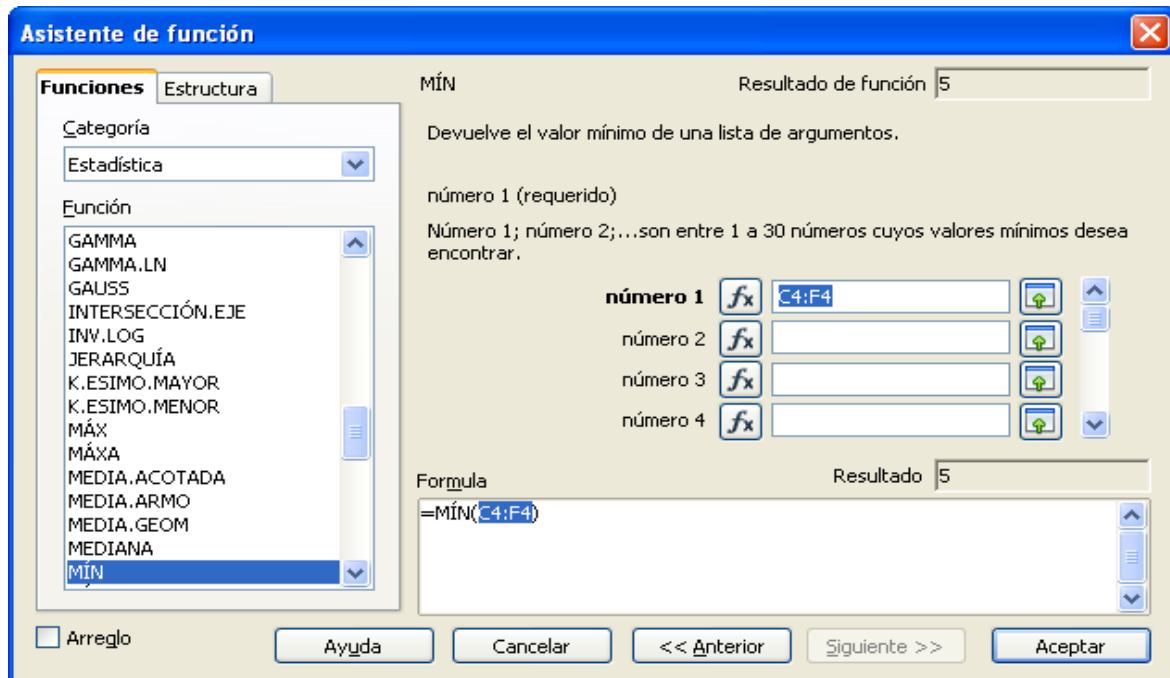 Asistente de función
Funciones
Estructura
Categoría
Estadística
Función
GAMMA
GAMMA.LN
GAUSS
INTERSECCIÓN.EJE
INV.LOG
JERARQUÍA
K.ESIMO.MAYOR
K.ESIMO.MENOR
MÁX
MÁXA
MEDIA.ACOTADA
MEDIA.ARMO
MEDIA.GEOM
MEDIANA
MÍN
MÍN
Resultado de función 5
Devuelve el valor mínimo de una lista de argumentos.
número 1 (requerido)
Número 1; número 2;...son entre 1 a 30 números cuyos valores mínimos desea
encontrar.
número 1 fx C4:F4
número 2 fx
número 3 fx
número 4 fx
Formula
Resultado 5
=MÍN(C4:F4)
Arreglo
Ayuda
Cancelar
<< Anterior
Siguiente >>
Aceptar